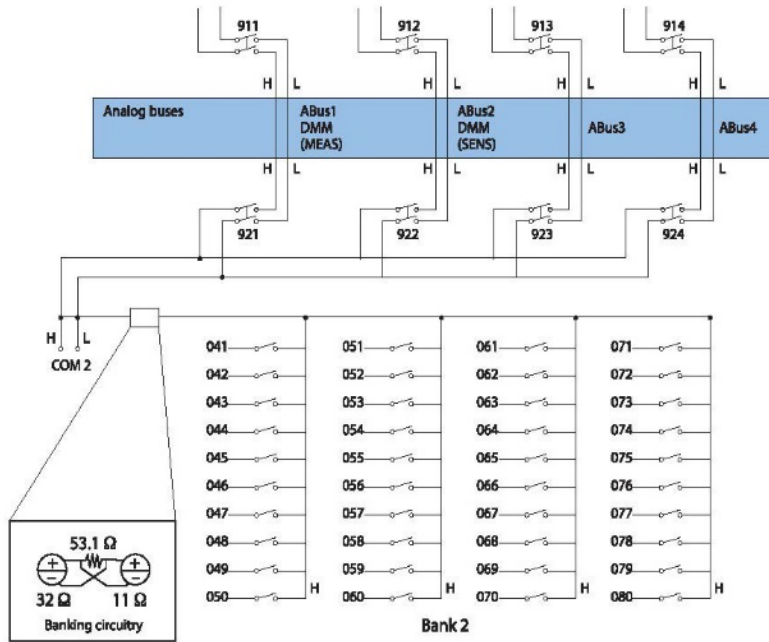 911 912 913 914
H L H L H L H L
Analog buses ABus1 ABus2 ABus3 ABus4
DMM DMM
(MEAS) (SENS)
H L H L H L H L
921 922 923 924
H L
COM 2
041 051 061 071
042 052 062 072
043 053 063 073
044 054 064 074
045 055 065 075
046 056 066 076
047 057 067 077
048 058 068 078
049 059 069 079
H H H H
050 060 070 080
53.1 Ω
+ +
− −
32 Ω 11 Ω
Banking circuitry
Bank 2